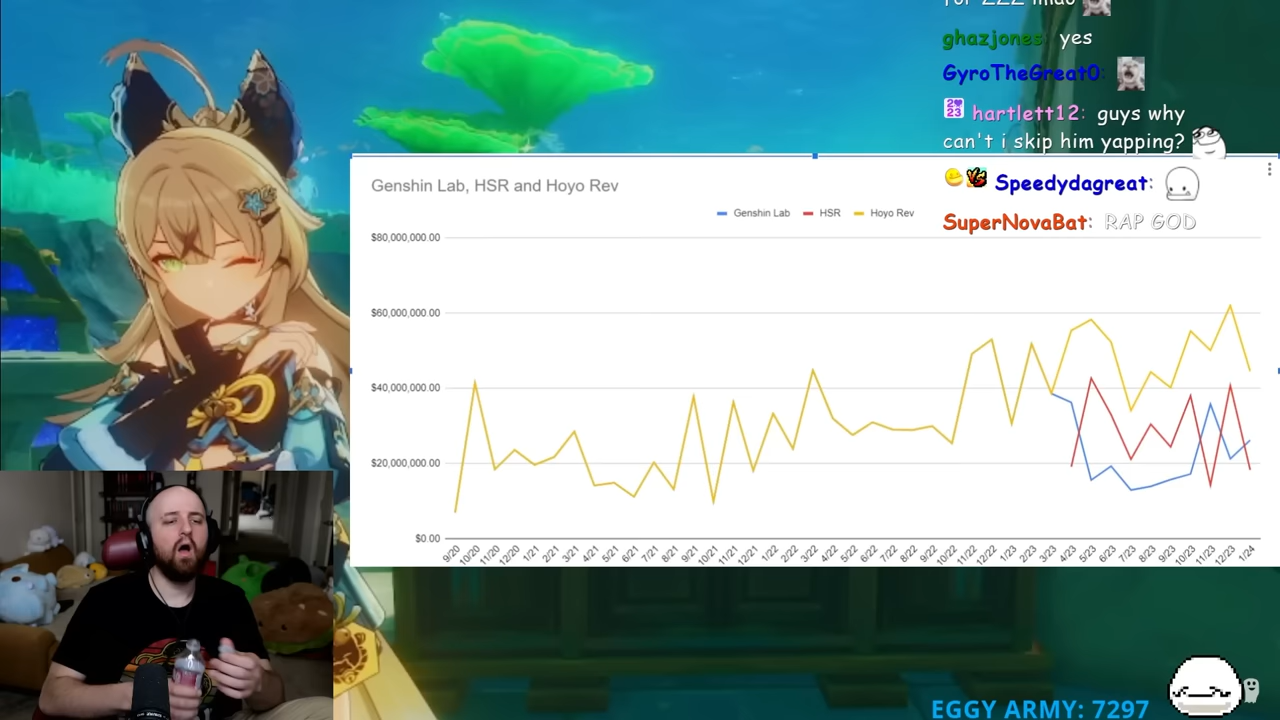 ghazjones: yes
GyroTheGreat0:
hartlett12: guys why
can't i skip him yapping?
Speedydagreat:
SuperNovaBat: RAP GOD
Genshin Lab, HSR and Hoyo Rev
Genshin Lab HSR Hoyo Rev
$80,000,000.00
$60,000,000.00
$40,000,000.00
$20,000,000.00
$0.00
9/20 10/20 11/20 12/20 1/21 2/21 3/21 4/21 5/21 6/21 7/21 8/21 9/21 10/21 11/21 12/21 1/22 2/22 3/22 4/22 5/22 6/22 7/22 8/22 9/22 10/22 11/22 12/22 1/23 2/23 3/23 4/23 5/23 6/23 7/23 8/23 9/23 10/23 11/23 12/23 1/24
EGGY ARMY: 7297